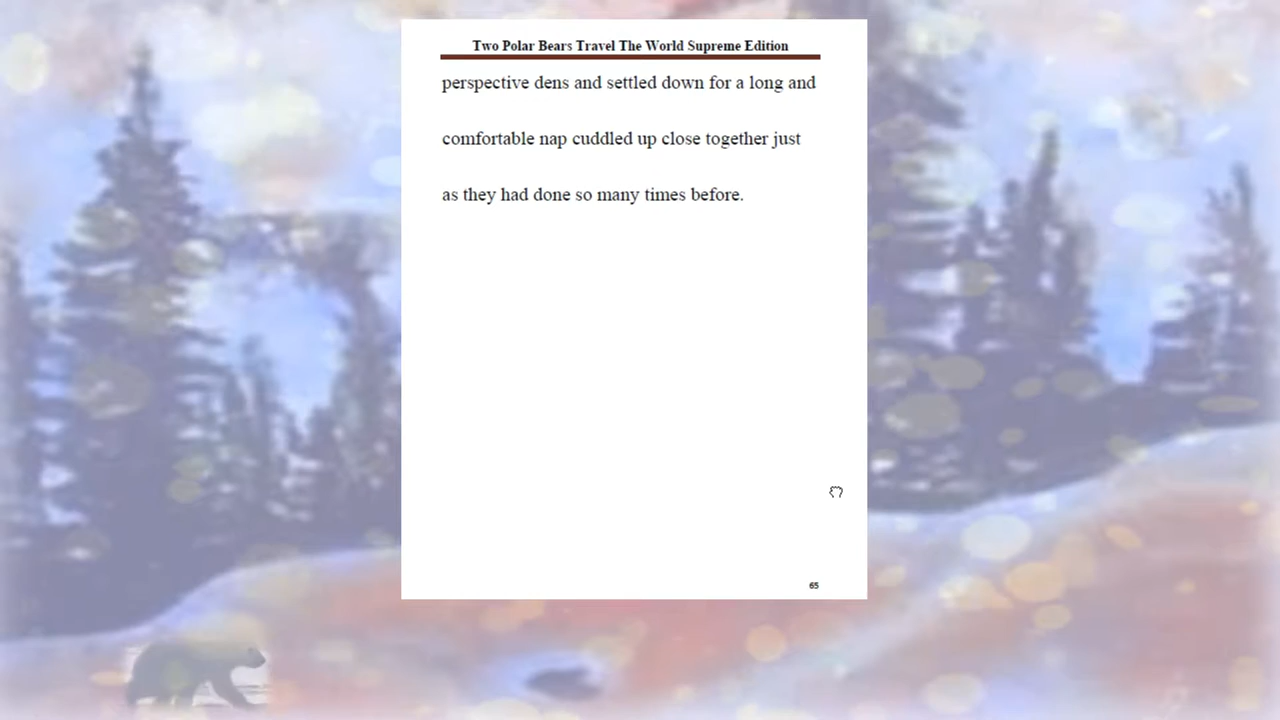 Two Polar Bears Travel The World Supreme Edition
perspective dens and settled down for a long and
comfortable nap cuddled up close together just
as they had done so many times before.
65